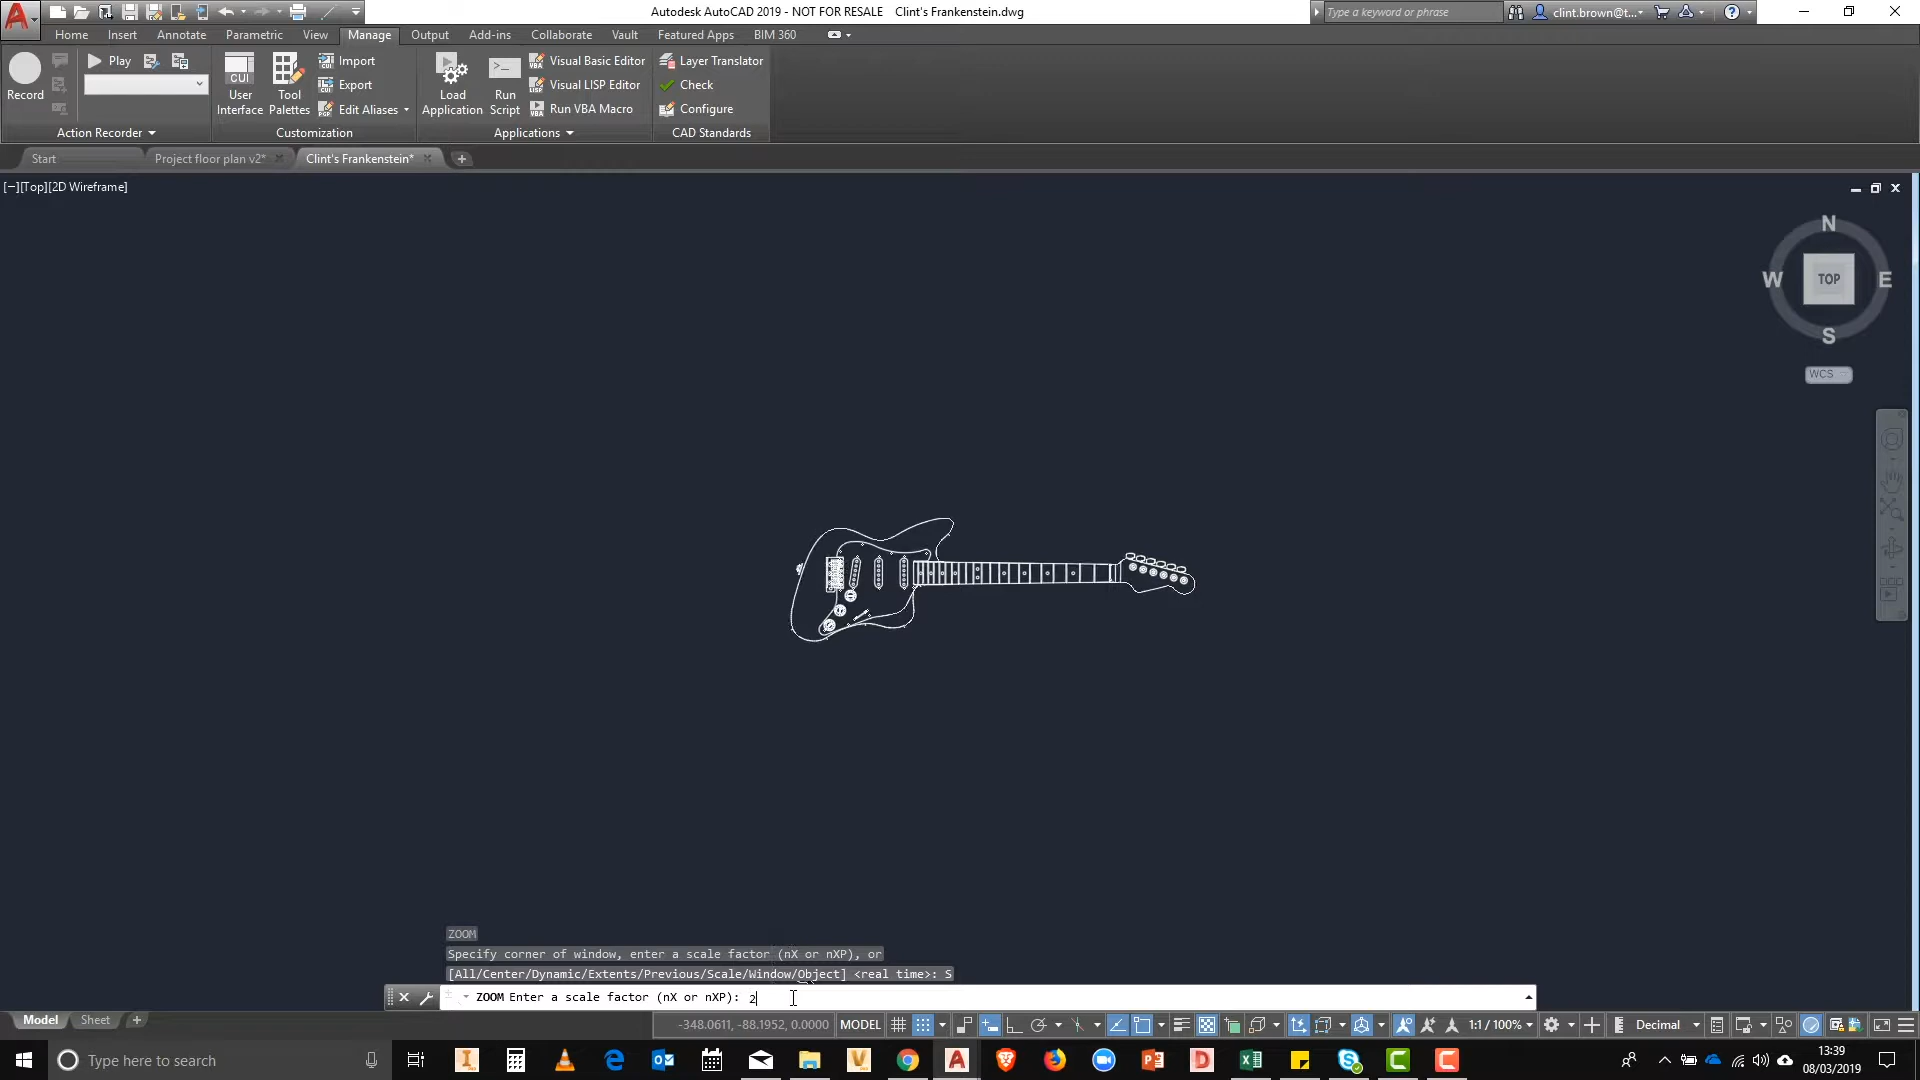 Autodesk AutoCAD 2019 - NOT FOR RESALE Clint's Frankenstein.dwg
Type a keyword or phrase
clint.brown@t...
Home Insert Annotate Parametric View Manage Output Add-ins Collaborate Vault Featured Apps BIM 360
Record
Play
CUI
User
Interface
Tool
Palettes
Import
Export
Edit Aliases
Load
Application
Run
Script
Visual Basic Editor
Visual LISP Editor
Run VBA Macro
Layer Translator
Check
Configure
Action Recorder
Customization
Applications
CAD Standards
Start
Project floor plan v2*
Clint's Frankenstein*
[−][Top][2D Wireframe]
N
W TOP E
S
WCS
ZOOM
Specify corner of window, enter a scale factor (nX or nXP), or
[All/Center/Dynamic/Extents/Previous/Scale/Window/Object] <real time>: S
ZOOM Enter a scale factor (nX or nXP): 2
Model Sheet
-348.0611, -88.1952, 0.0000 MODEL
1:1 / 100%
Decimal
Type here to search
13:39
08/03/2019